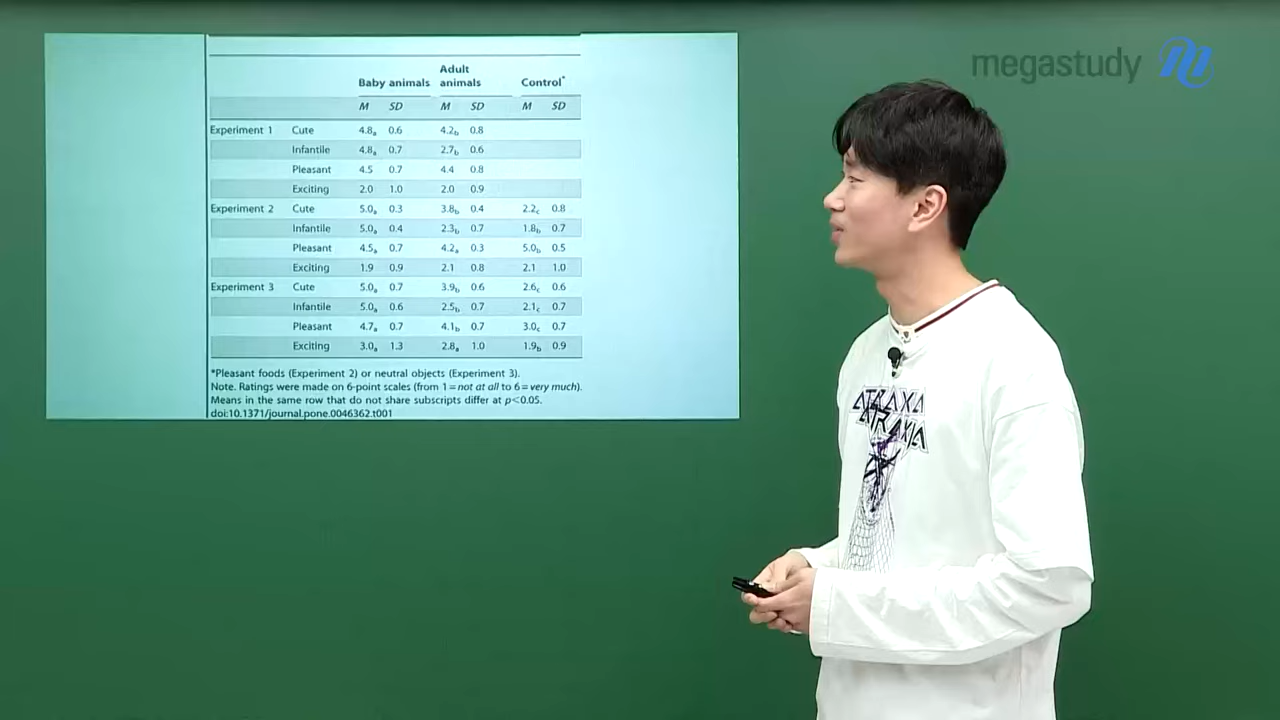 megastudy
Baby animals Adult animals Control*
M SD M SD M SD
Experiment 1 Cute 4.8a 0.6 4.2b 0.8
Infantile 4.8a 0.7 2.7b 0.6
Pleasant 4.5 0.7 4.4 0.8
Exciting 2.0 1.0 2.0 0.9
Experiment 2 Cute 5.0a 0.3 3.8b 0.4 2.2c 0.8
Infantile 5.0a 0.4 2.3b 0.7 1.8b 0.7
Pleasant 4.5a 0.7 4.2a 0.3 5.0b 0.5
Exciting 1.9 0.9 2.1 0.8 2.1 1.0
Experiment 3 Cute 5.0a 0.7 3.9b 0.6 2.6c 0.6
Infantile 5.0a 0.6 2.5b 0.7 2.1c 0.7
Pleasant 4.7a 0.7 4.1b 0.7 3.0c 0.7
Exciting 3.0a 1.3 2.8a 1.0 1.9b 0.9
*Pleasant foods (Experiment 2) or neutral objects (Experiment 3).
Note. Ratings were made on 6-point scales (from 1=not at all to 6=very much).
Means in the same row that do not share subscripts differ at p<0.05.
doi:10.1371/journal.pone.0046362.t001